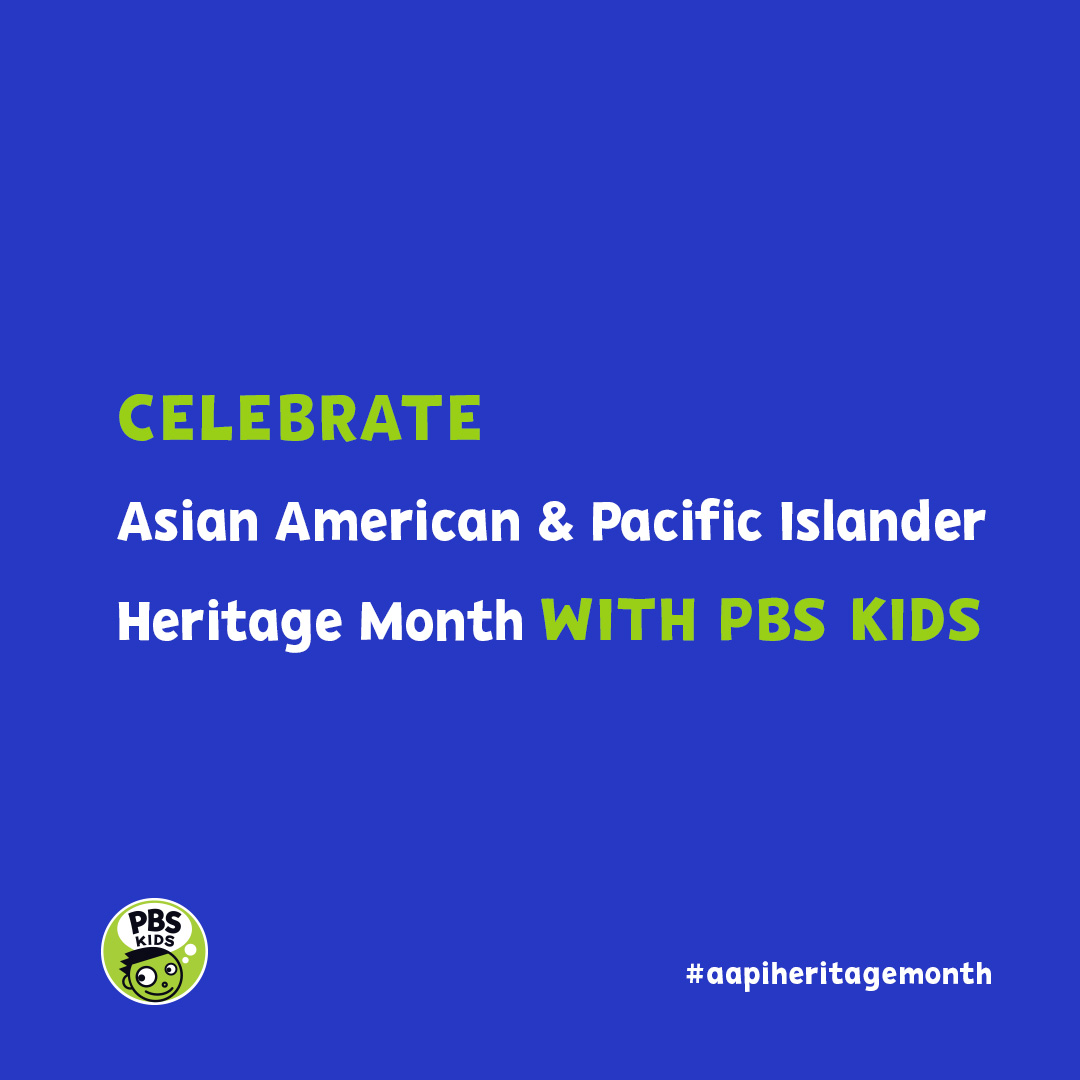 CELEBRATE
Asian American & Pacific Islander
Heritage Month WITH PBS KIDS
PBS
KIDS
#aapiheritagemonth